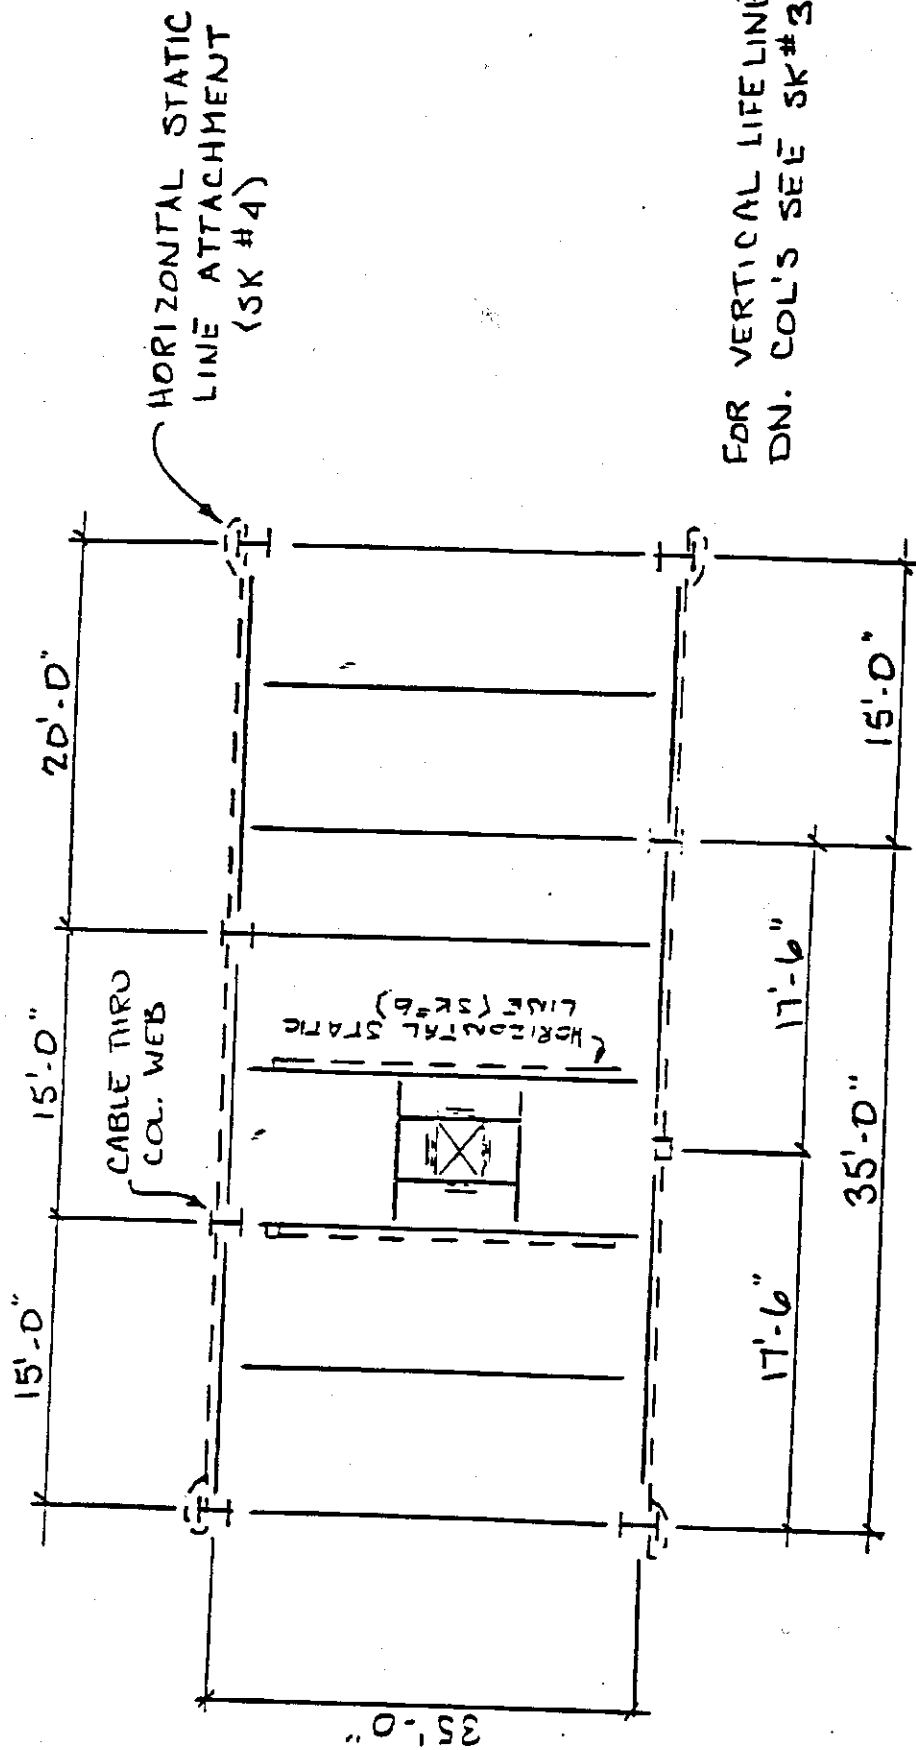 HORIZONTAL STATIC
LINE ATTACHMENT
(SK #4)
20'-0"
15'-0"
15'-0"
CABLE THRU
COL. WEB
HORIZONTAL STATIC
LINE (SK#6)
35'-0"
17'-6"
17'-6"
15'-0"
35'-0"
FOR VERTICAL LIFELINE
DN. COL'S SEE SK#3